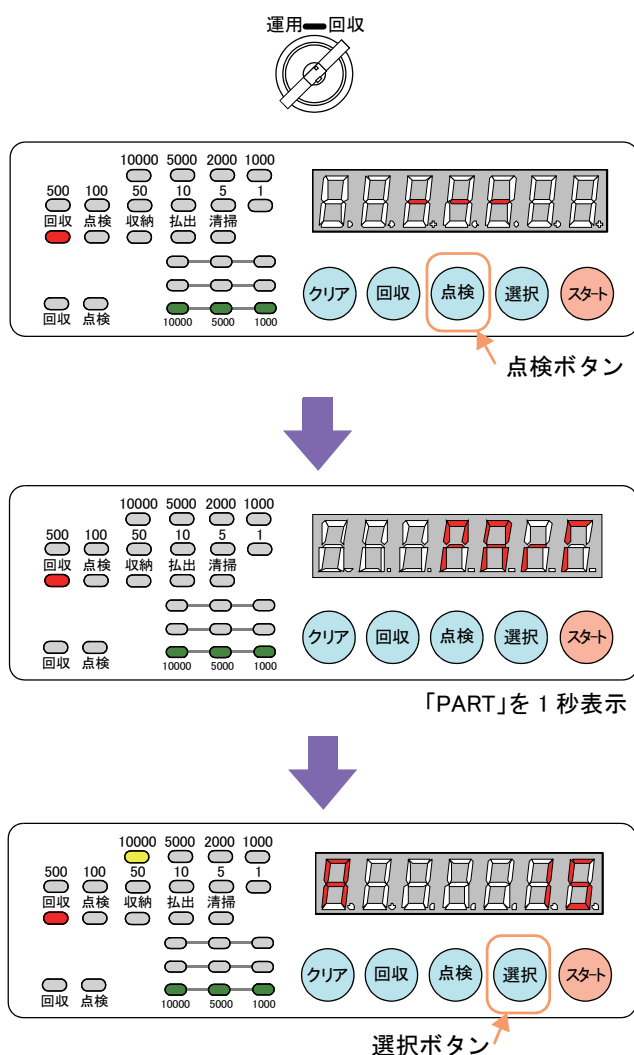 運用 回収
10000 5000 2000 1000
500 100 50 10 5 1
回収 点検 収納 払出 清掃
---
クリア 回収 点検 選択 スタート
回収 点検
10000 5000 1000
点検ボタン
10000 5000 2000 1000
500 100 50 10 5 1
回収 点検 収納 払出 清掃
PArT
クリア 回収 点検 選択 スタート
回収 点検
10000 5000 1000
「PART」を 1 秒表示
10000 5000 2000 1000
500 100 50 10 5 1
回収 点検 収納 払出 清掃
A 15
クリア 回収 点検 選択 スタート
回収 点検
10000 5000 1000
選択ボタン